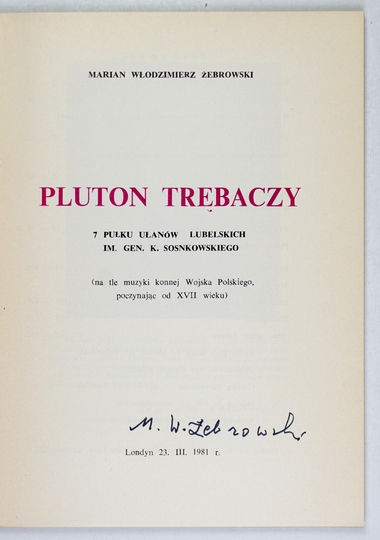 MARIAN WŁODZIMIERZ ŻEBROWSKI
PLUTON TRĘBACZY
7 PUŁKU UŁANÓW LUBELSKICH
IM. GEN. K. SOSNKOWSKIEGO
(na tle muzyki konnej Wojska Polskiego,
poczynając od XVII wieku)
M. W. Żebrowski
Londyn 23. III. 1981 r.